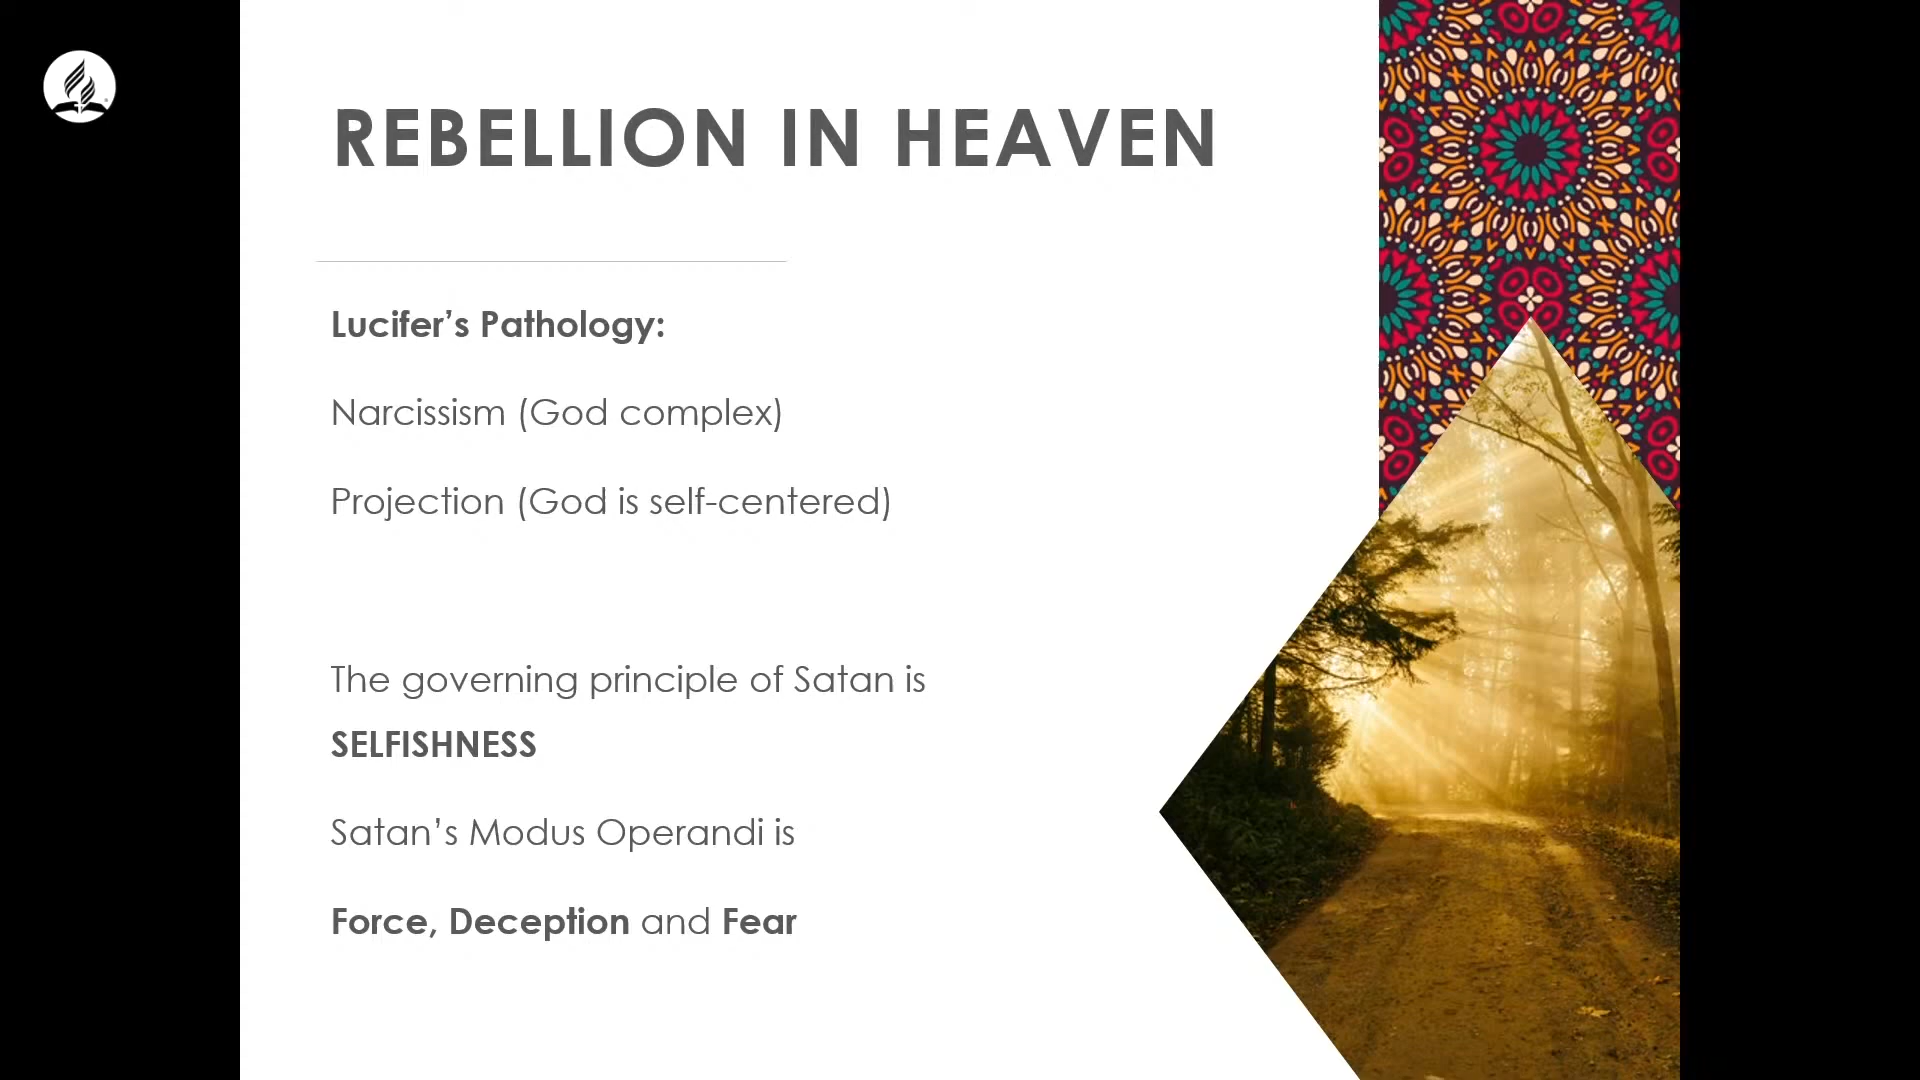 REBELLION IN HEAVEN
Lucifer’s Pathology:
Narcissism (God complex)
Projection (God is self-centered)
The governing principle of Satan is
SELFISHNESS
Satan’s Modus Operandi is
Force, Deception and Fear